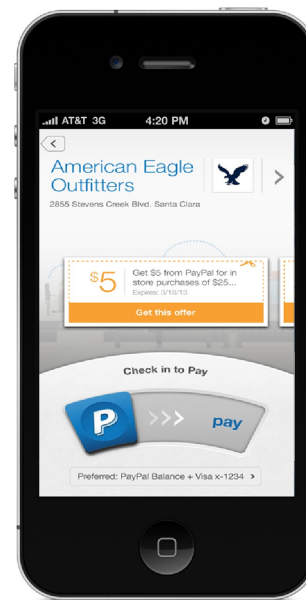 AT&T 3G 4:20 PM
American Eagle
Outfitters
2855 Stevens Creek Blvd. Santa Clara
$5
Get $5 from PayPal for in
store purchases of $25...
Expires: 3/13/13
Get this offer
Check in to Pay
P >>> pay
Preferred: PayPal Balance + Visa x-1234 >